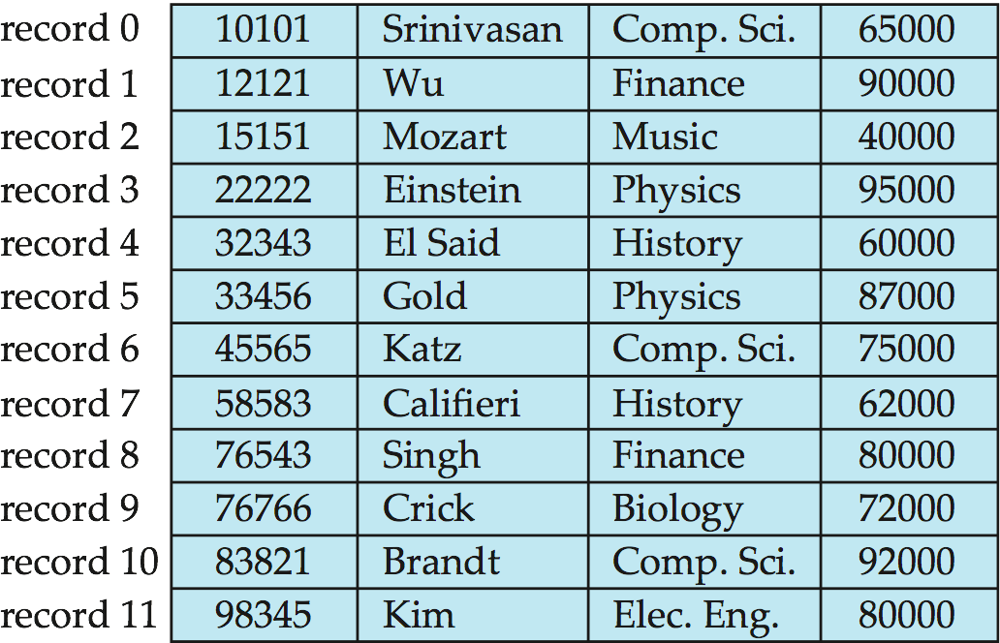 record 0 10101 Srinivasan Comp. Sci. 65000
record 1 12121 Wu Finance 90000
record 2 15151 Mozart Music 40000
record 3 22222 Einstein Physics 95000
record 4 32343 El Said History 60000
record 5 33456 Gold Physics 87000
record 6 45565 Katz Comp. Sci. 75000
record 7 58583 Califieri History 62000
record 8 76543 Singh Finance 80000
record 9 76766 Crick Biology 72000
record 10 83821 Brandt Comp. Sci. 92000
record 11 98345 Kim Elec. Eng. 80000